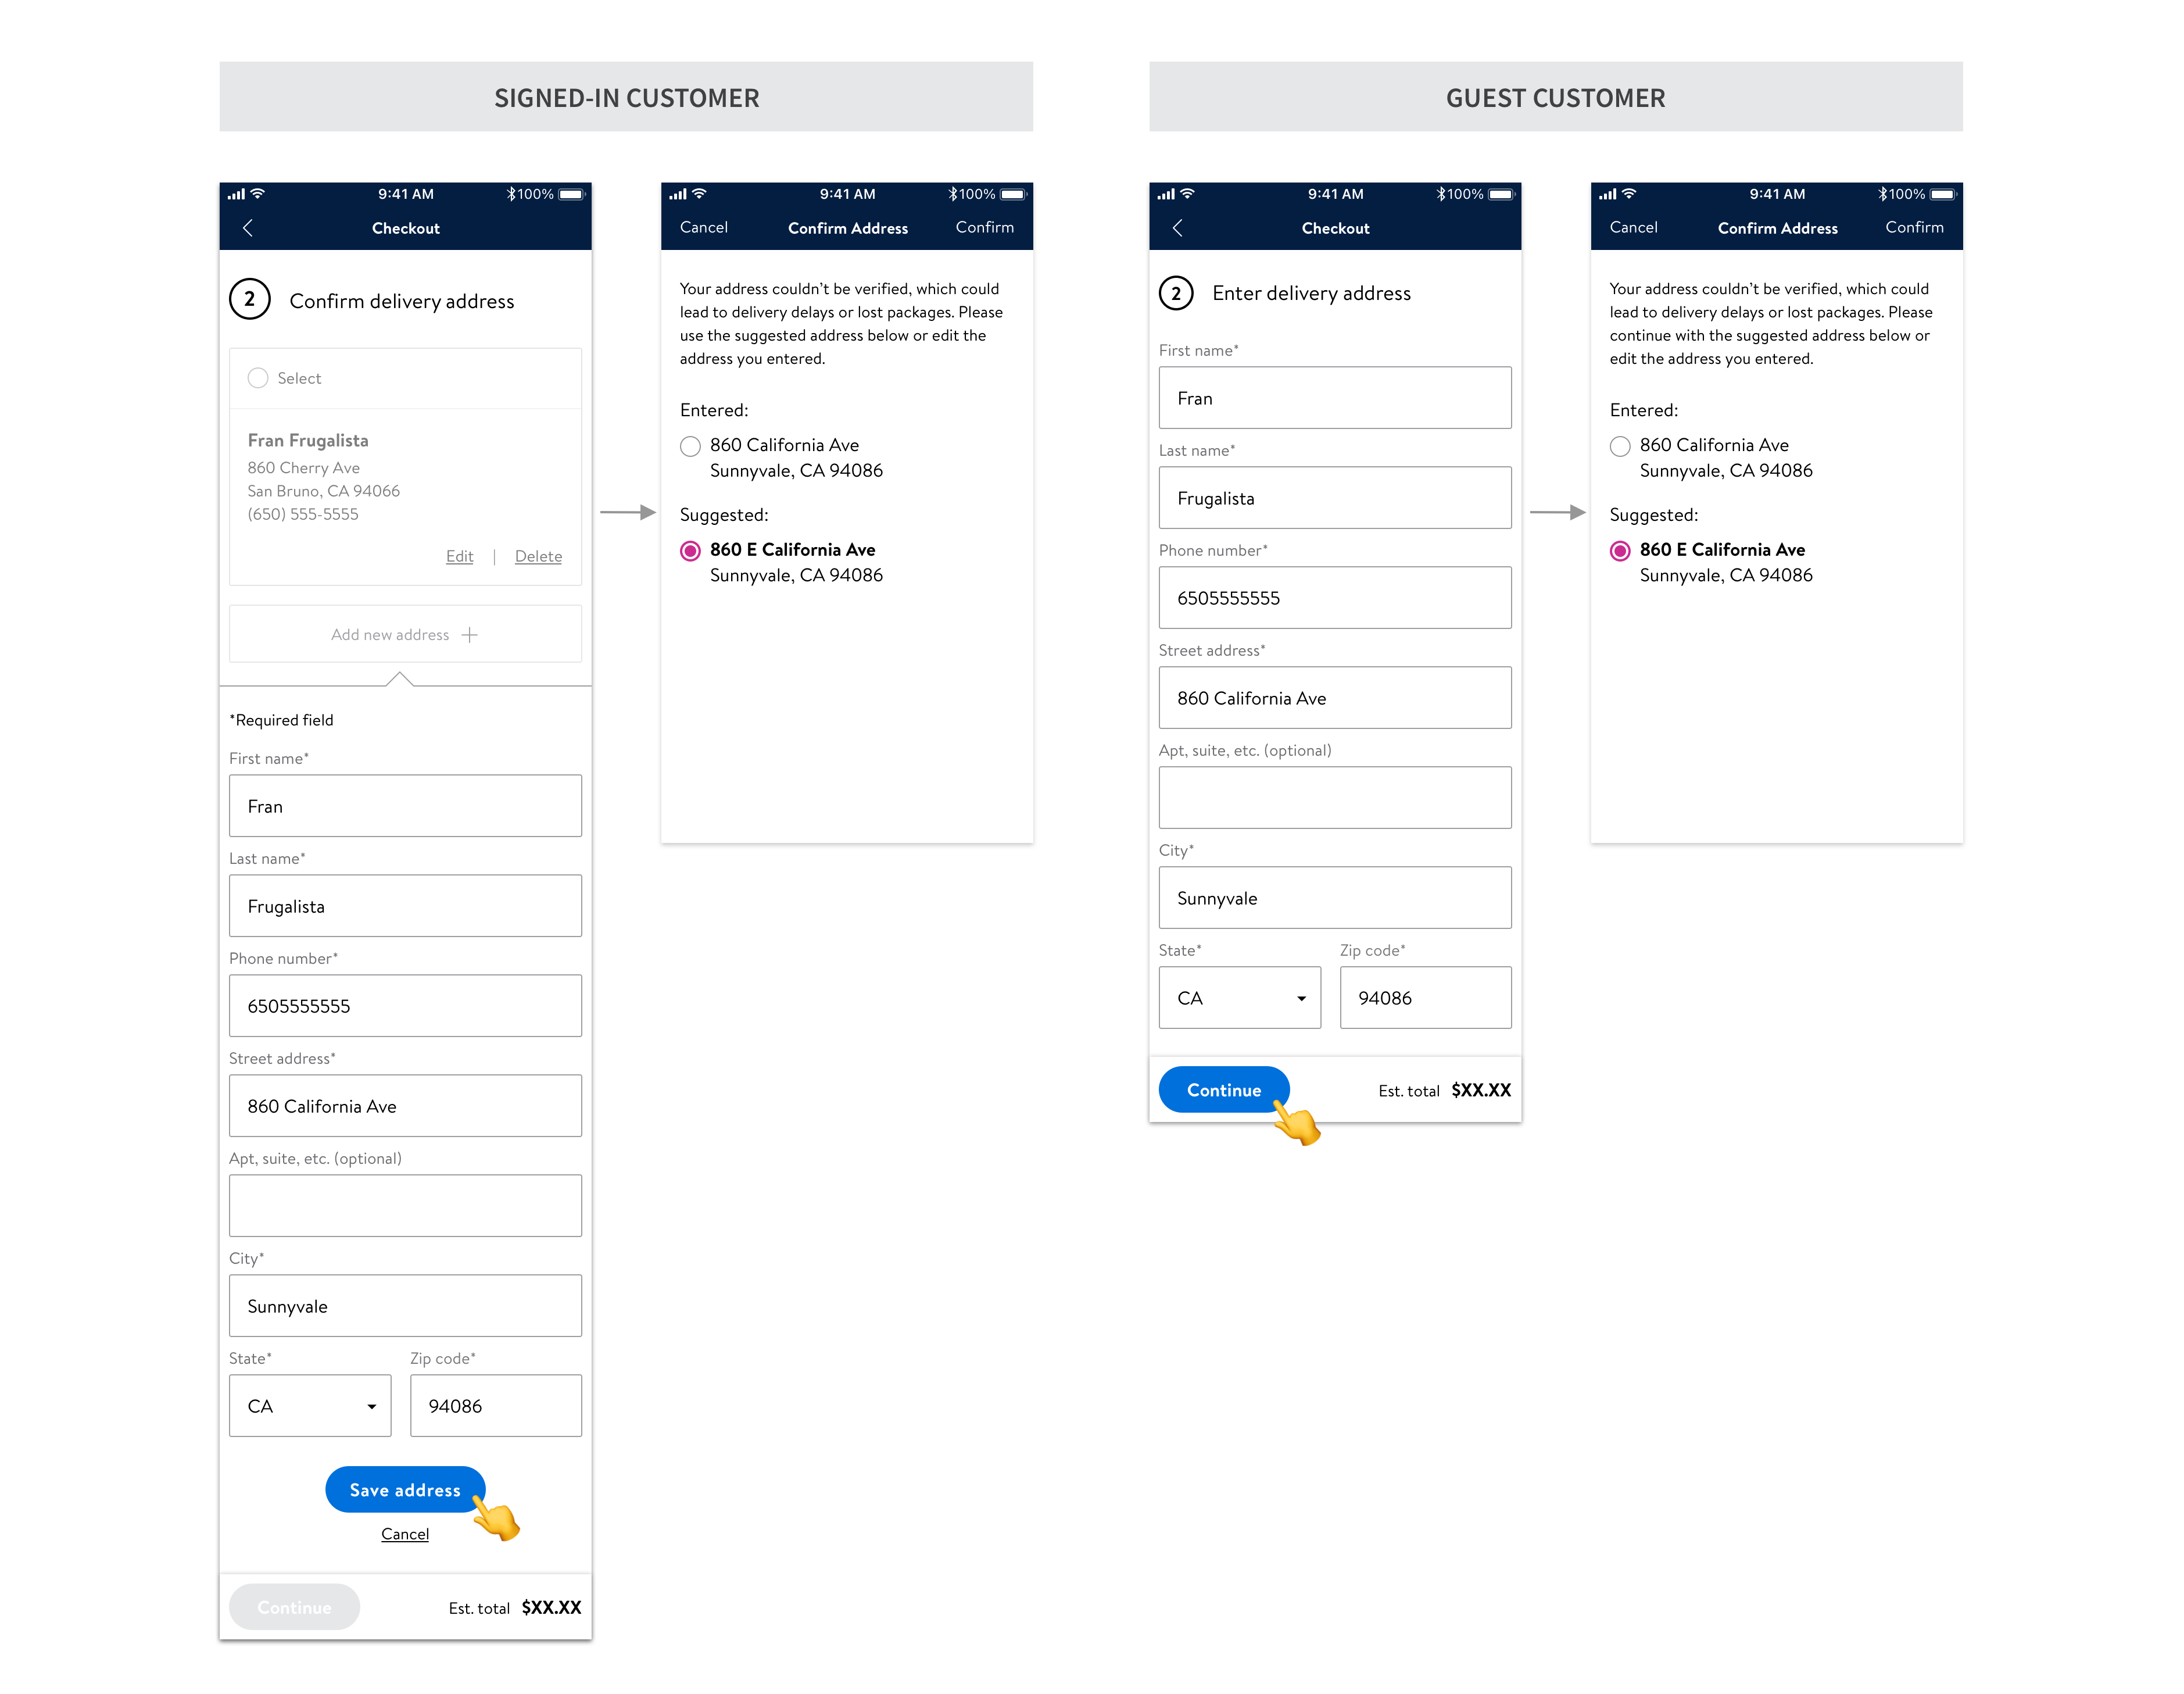 SIGNED-IN CUSTOMER
9:41 AM
100%
Checkout
2
Confirm delivery address
Select
Fran Frugalista
860 Cherry Ave
San Bruno, CA 94066
(650) 555-5555
Edit | Delete
Add new address +
*Required field
First name*
Fran
Last name*
Frugalista
Phone number*
6505555555
Street address*
860 California Ave
Apt, suite, etc. (optional)
City*
Sunnyvale
State* Zip code*
CA 94086
Save address
Cancel
Continue Est. total $XX.XX
9:41 AM
100%
Cancel Confirm Address Confirm
Your address couldn’t be verified, which could
lead to delivery delays or lost packages. Please
use the suggested address below or edit the
address you entered.
Entered:
860 California Ave
Sunnyvale, CA 94086
Suggested:
860 E California Ave
Sunnyvale, CA 94086
GUEST CUSTOMER
9:41 AM
100%
Checkout
2
Enter delivery address
First name*
Fran
Last name*
Frugalista
Phone number*
6505555555
Street address*
860 California Ave
Apt, suite, etc. (optional)
City*
Sunnyvale
State* Zip code*
CA 94086
Continue Est. total $XX.XX
9:41 AM
100%
Cancel Confirm Address Confirm
Your address couldn’t be verified, which could
lead to delivery delays or lost packages. Please
continue with the suggested address below or
edit the address you entered.
Entered:
860 California Ave
Sunnyvale, CA 94086
Suggested:
860 E California Ave
Sunnyvale, CA 94086